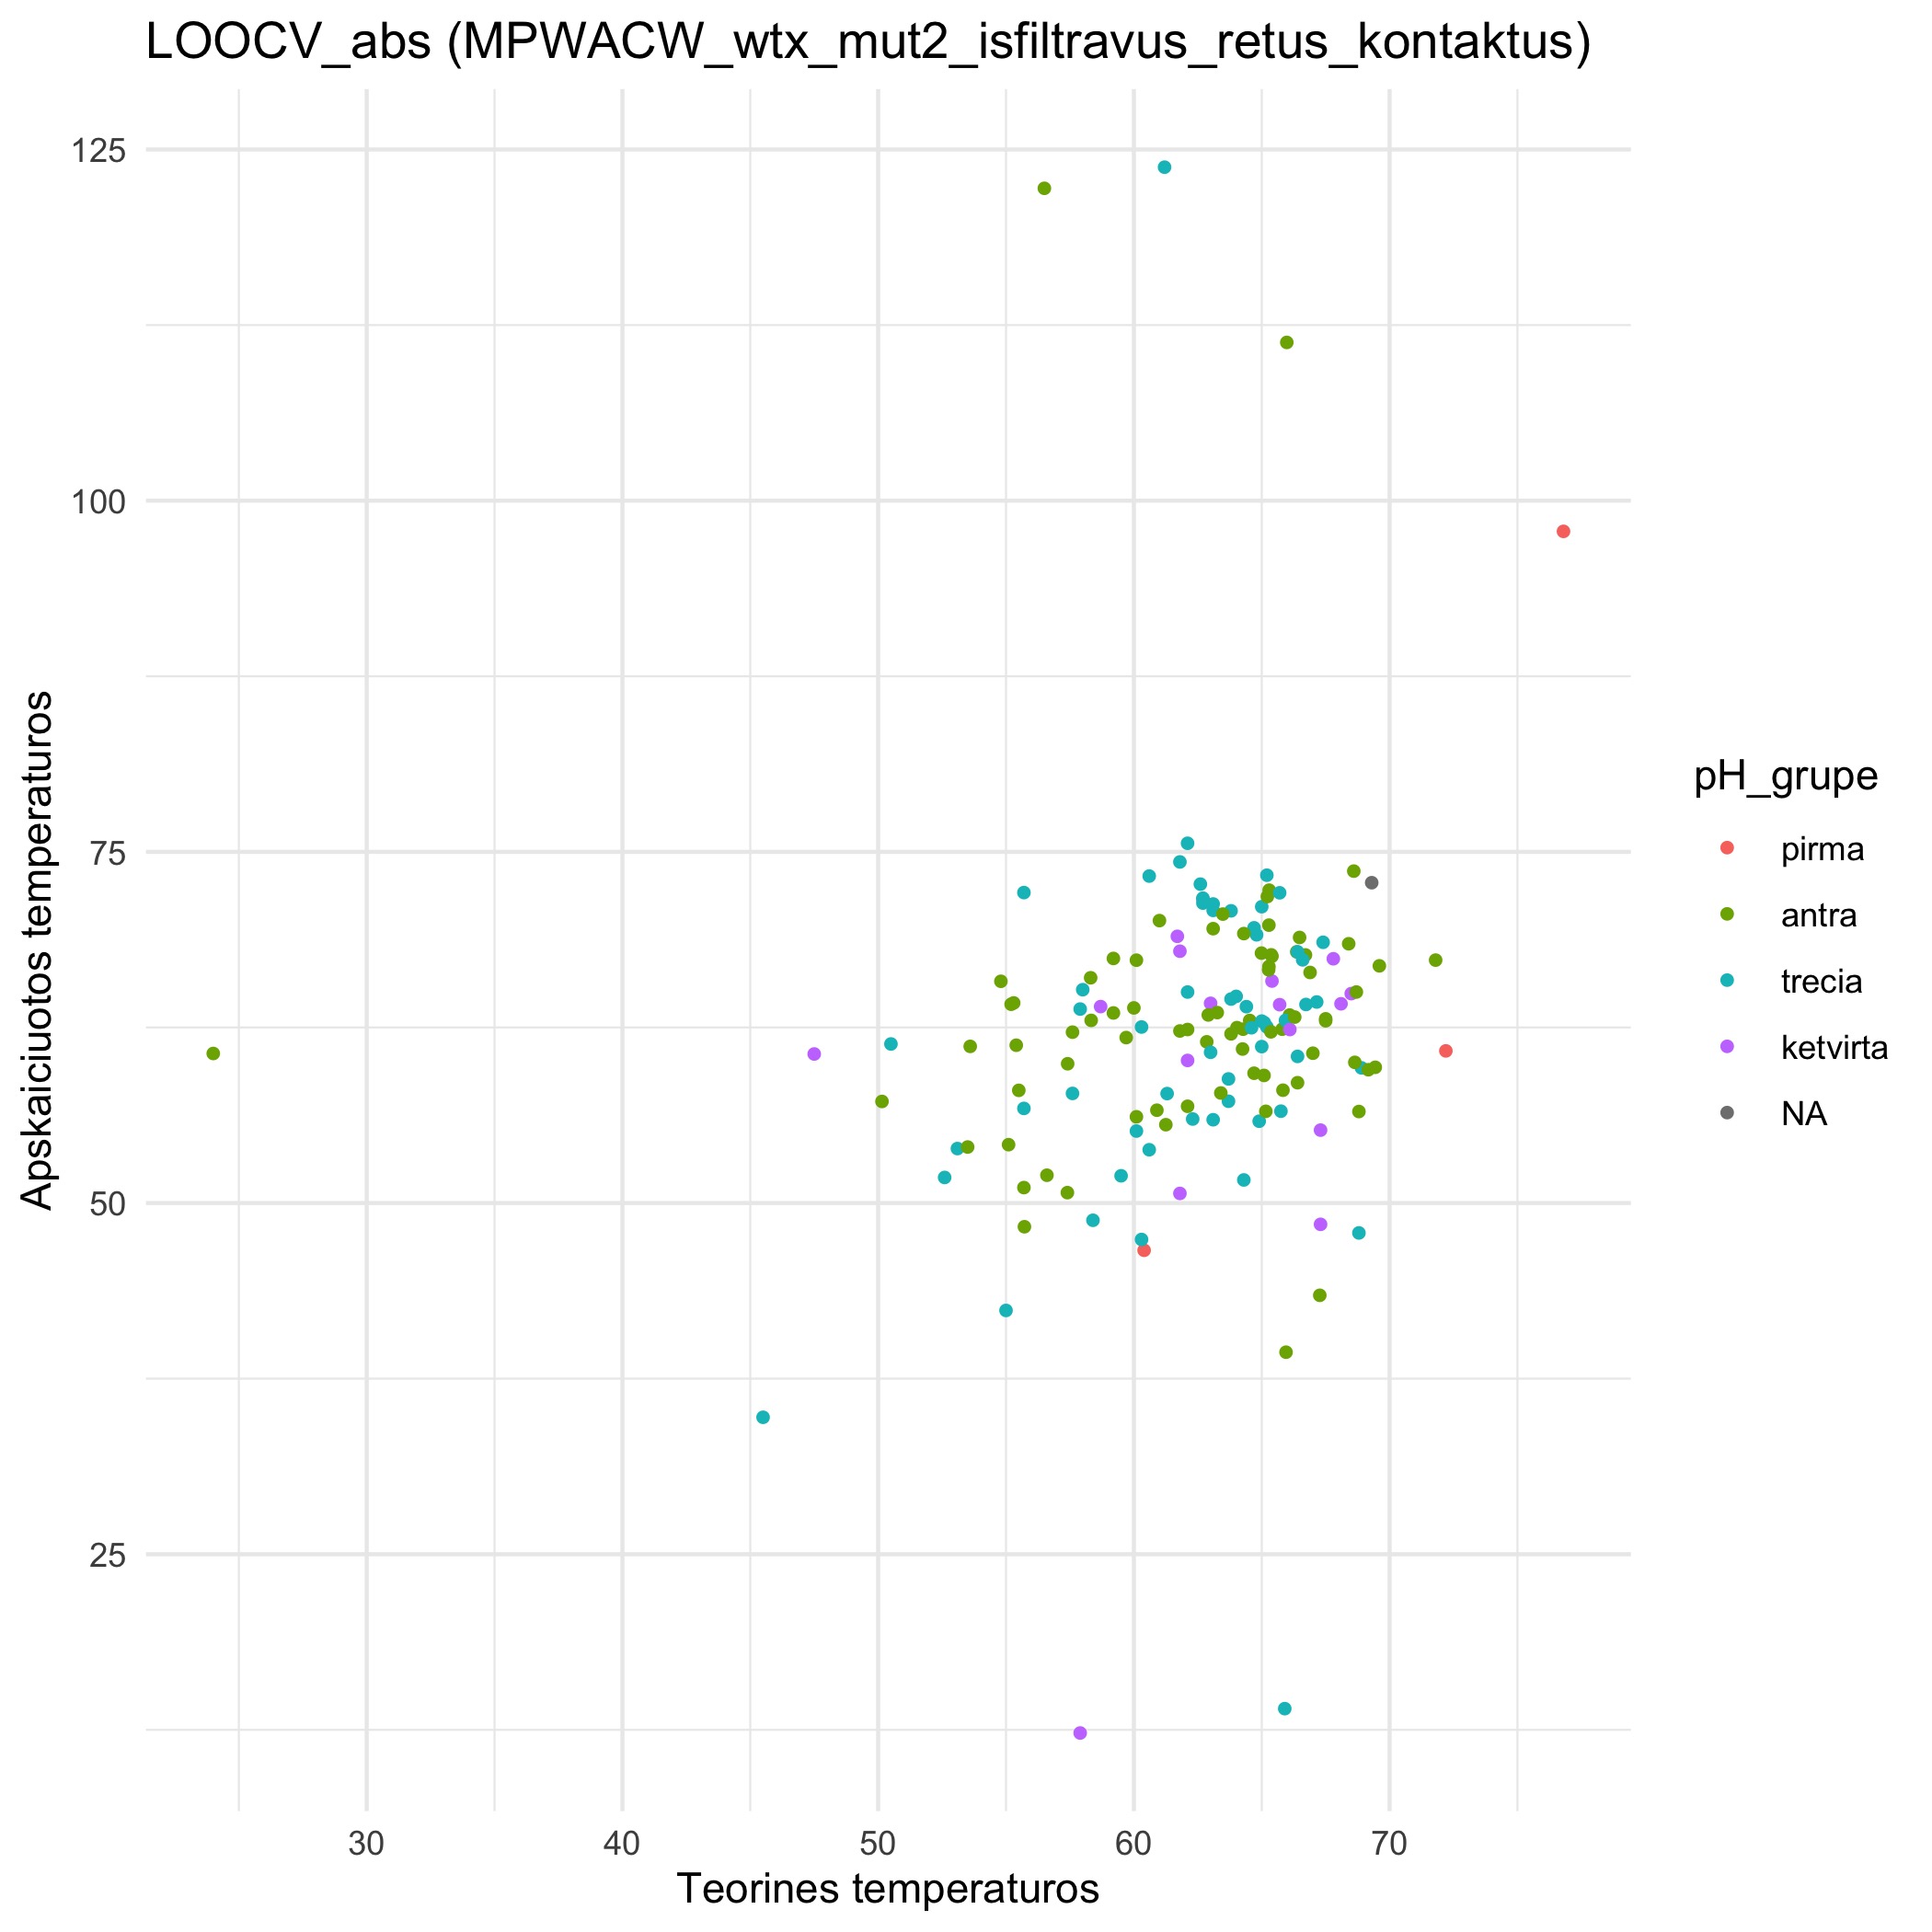 LOOCV_abs (MPWACW_wtx_mut2_isfiltravus_retus_kontaktus)
125
100
75
50
25
Apskaiciuotos temperaturos
30 40 50 60 70
Teorines temperaturos
pH_grupe
pirma
antra
trecia
ketvirta
NA